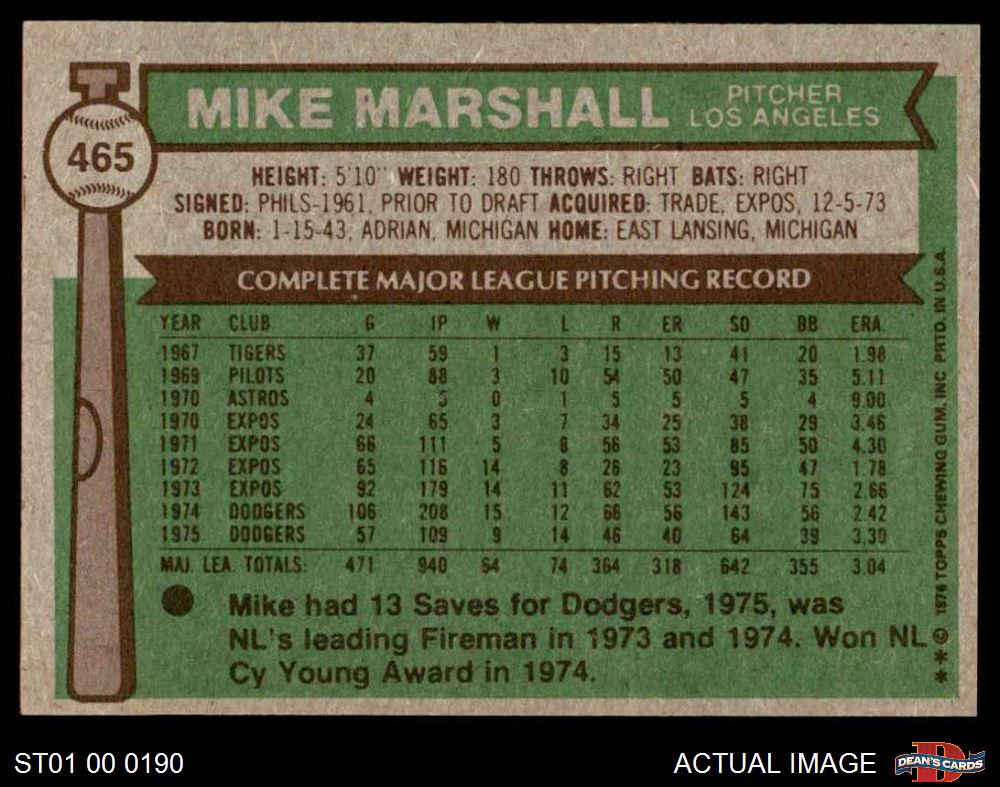 T
465
MIKE MARSHALL PITCHER LOS ANGELES
HEIGHT: 5'10" WEIGHT: 180 THROWS: RIGHT BATS: RIGHT
SIGNED: PHILS-1961, PRIOR TO DRAFT ACQUIRED: TRADE, EXPOS, 12-5-73
BORN: 1-15-43, ADRIAN, MICHIGAN HOME: EAST LANSING, MICHIGAN
COMPLETE MAJOR LEAGUE PITCHING RECORD
YEAR CLUB G IP W L R ER SO BB ERA
1967 TIGERS 37 59 1 3 15 13 41 20 1.98
1969 PILOTS 20 88 3 10 54 50 47 35 5.11
1970 ASTROS 4 5 0 1 5 5 5 4 9.00
1970 EXPOS 24 65 3 7 34 25 38 29 3.46
1971 EXPOS 66 111 5 8 56 53 85 50 4.30
1972 EXPOS 65 116 14 8 26 23 95 47 1.78
1973 EXPOS 92 179 14 11 62 53 124 75 2.66
1974 DODGERS 106 208 15 12 66 56 143 56 2.42
1975 DODGERS 57 109 9 14 46 40 64 39 3.30
MAJ. LEA. TOTALS: 471 940 64 74 364 318 642 355 3.04
Mike had 13 Saves for Dodgers, 1975, was
NL's leading Fireman in 1973 and 1974. Won NL
Cy Young Award in 1974.
***© 1976 TOPPS CHEWING GUM, INC PRTD. IN U.S.A.
ST01 00 0190
ACTUAL IMAGE
DEAN'S CARDS